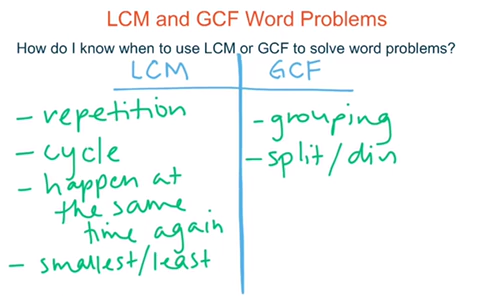 LCM and GCF Word Problems
How do I know when to use LCM or GCF to solve word problems?
LCM
- repetition
- cycle
- happen at
the same
time again
- smallest/least
GCF
- grouping
- split/div